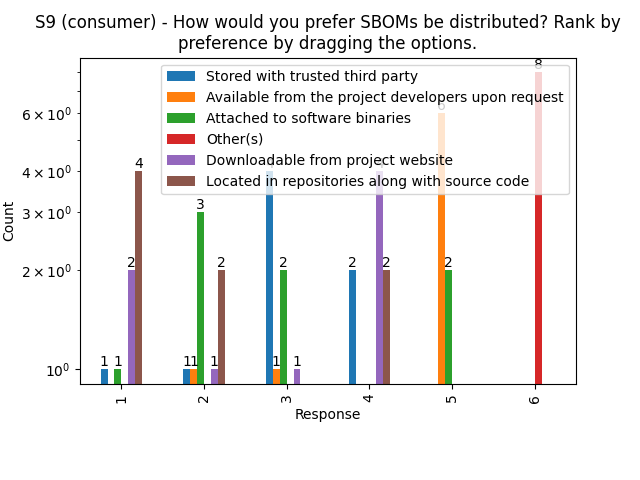 S9 (consumer) - How would you prefer SBOMs be distributed? Rank by
preference by dragging the options.
8
Stored with trusted third party
Available from the project developers upon request
Attached to software binaries
Other(s)
Downloadable from project website
Located in repositories along with source code
6 × 10⁰
4 × 10⁰
3 × 10⁰
2 × 10⁰
10⁰
Count
1 1 2 4
1 1 3 1 2
4 1 2 1
2 4 2
6 2
1 2 3 4 5 6
Response